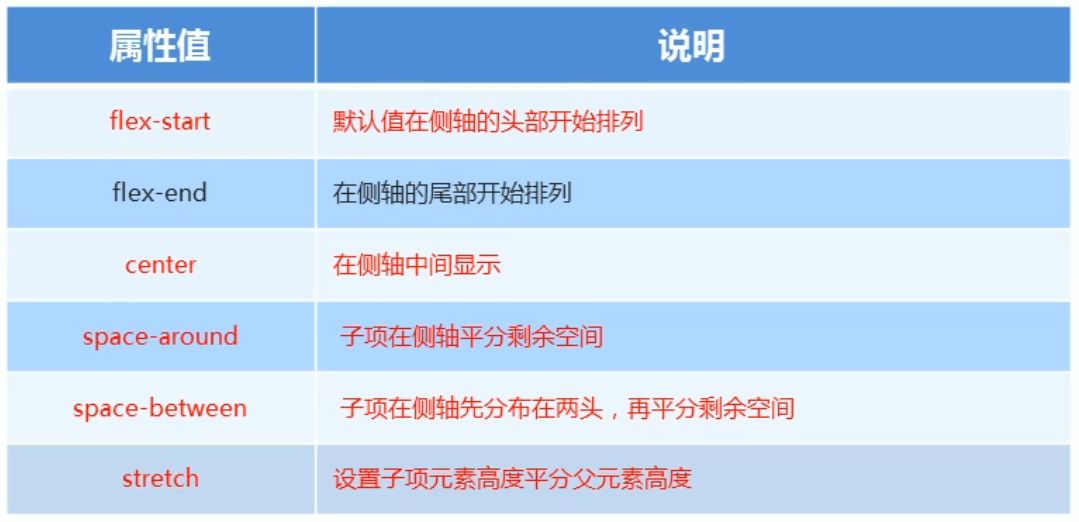 属性值 说明
flex-start 默认值在侧轴的头部开始排列
flex-end 在侧轴的尾部开始排列
center 在侧轴中间显示
space-around 子项在侧轴平分剩余空间
space-between 子项在侧轴先分布在两头，再平分剩余空间
stretch 设置子项元素高度平分父元素高度